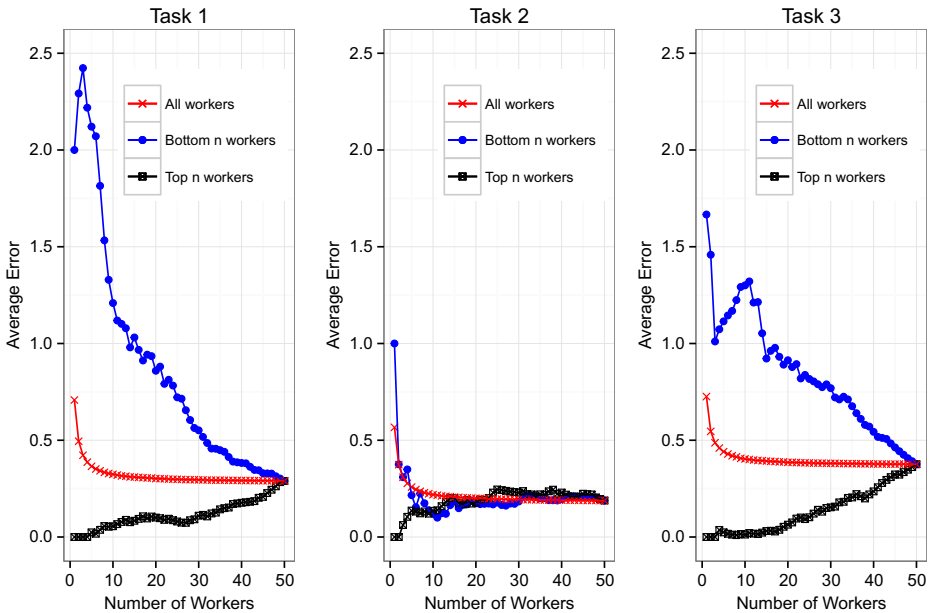 Task 1
Average Error
2.5
2.0
1.5
1.0
0.5
0.0
All workers
Bottom n workers
Top n workers
0 10 20 30 40 50
Number of Workers
Task 2
Average Error
2.5
2.0
1.5
1.0
0.5
0.0
All workers
Bottom n workers
Top n workers
0 10 20 30 40 50
Number of Workers
Task 3
Average Error
2.5
2.0
1.5
1.0
0.5
0.0
All workers
Bottom n workers
Top n workers
0 10 20 30 40 50
Number of Workers